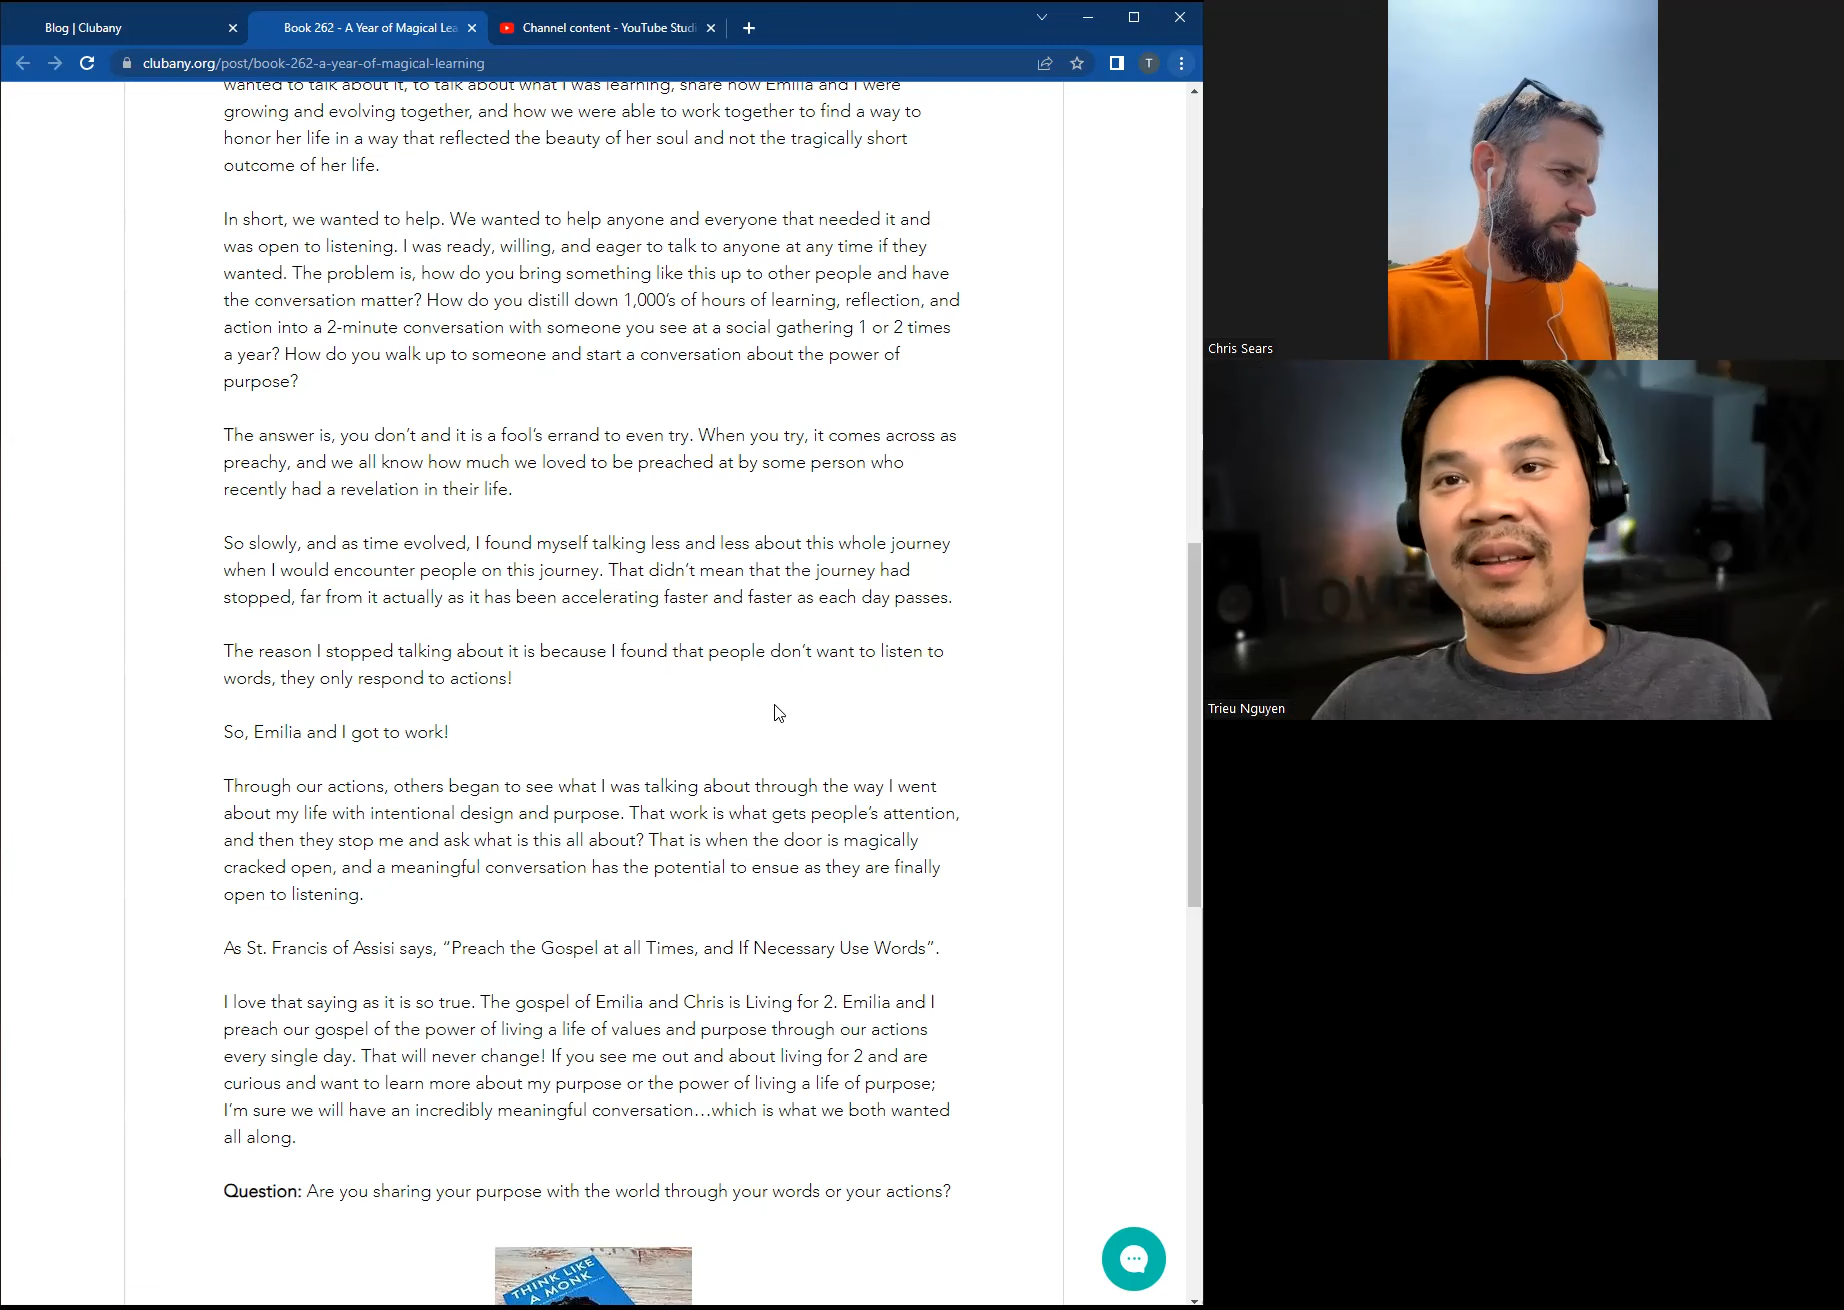 Blog | Clubany
Book 262 - A Year of Magical Lea
Channel content - YouTube Studi
clubany.org/post/book-262-a-year-of-magical-learning
T
wanted to talk about it, to talk about what I was learning, share how Emilia and I were
growing and evolving together, and how we were able to work together to find a way to
honor her life in a way that reflected the beauty of her soul and not the tragically short
outcome of her life.
In short, we wanted to help. We wanted to help anyone and everyone that needed it and
was open to listening. I was ready, willing, and eager to talk to anyone at any time if they
wanted. The problem is, how do you bring something like this up to other people and have
the conversation matter? How do you distill down 1,000’s of hours of learning, reflection, and
action into a 2-minute conversation with someone you see at a social gathering 1 or 2 times
a year? How do you walk up to someone and start a conversation about the power of
purpose?
The answer is, you don’t and it is a fool’s errand to even try. When you try, it comes across as
preachy, and we all know how much we loved to be preached at by some person who
recently had a revelation in their life.
So slowly, and as time evolved, I found myself talking less and less about this whole journey
when I would encounter people on this journey. That didn’t mean that the journey had
stopped, far from it actually as it has been accelerating faster and faster as each day passes.
The reason I stopped talking about it is because I found that people don’t want to listen to
words, they only respond to actions!
So, Emilia and I got to work!
Through our actions, others began to see what I was talking about through the way I went
about my life with intentional design and purpose. That work is what gets people’s attention,
and then they stop me and ask what is this all about? That is when the door is magically
cracked open, and a meaningful conversation has the potential to ensue as they are finally
open to listening.
As St. Francis of Assisi says, “Preach the Gospel at all Times, and If Necessary Use Words”.
I love that saying as it is so true. The gospel of Emilia and Chris is Living for 2. Emilia and I
preach our gospel of the power of living a life of values and purpose through our actions
every single day. That will never change! If you see me out and about living for 2 and are
curious and want to learn more about my purpose or the power of living a life of purpose;
I’m sure we will have an incredibly meaningful conversation…which is what we both wanted
all along.
Question: Are you sharing your purpose with the world through your words or your actions?
THINK LIKE
A MONK
Chris Sears
LOVE
Trieu Nguyen